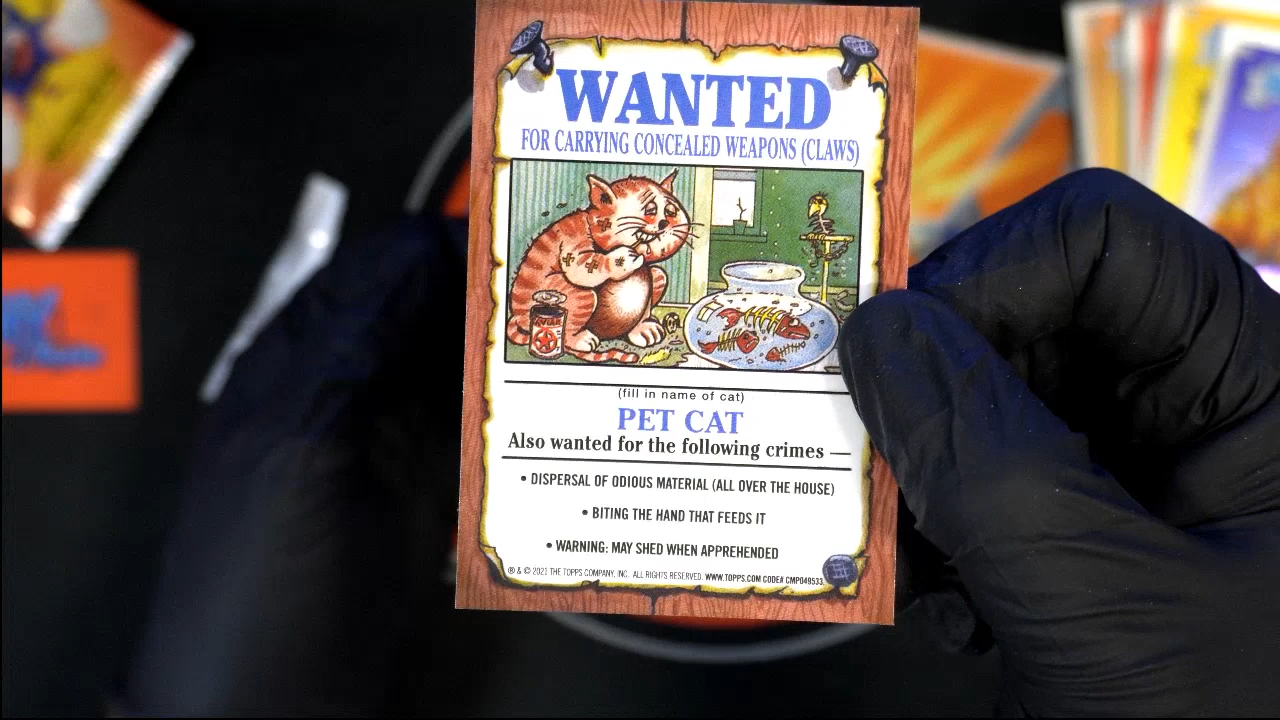 WANTED
FOR CARRYING CONCEALED WEAPONS (CLAWS)
(fill in name of cat)
PET CAT
Also wanted for the following crimes —
• DISPERSAL OF ODIOUS MATERIAL (ALL OVER THE HOUSE)
• BITING THE HAND THAT FEEDS IT
• WARNING: MAY SHED WHEN APPREHENDED
® & © 2021 THE TOPPS COMPANY, INC. ALL RIGHTS RESERVED. WWW.TOPPS.COM CODE# CMP049533